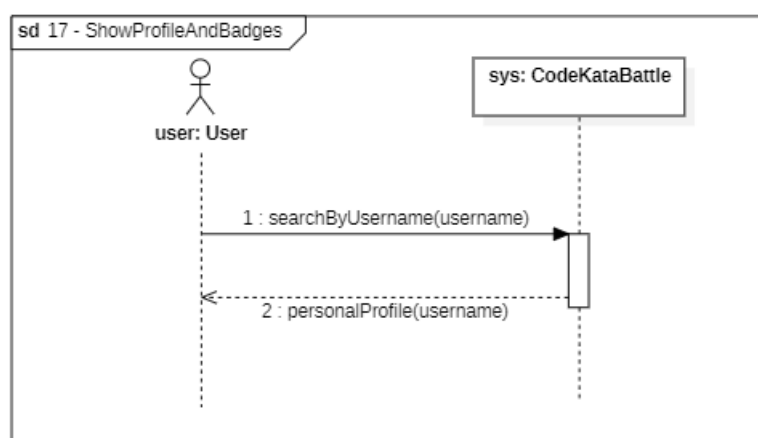 sd 17 - ShowProfileAndBadges
sys: CodeKataBattle
user: User
1 : searchByUsername(username)
2 : personalProfile(username)